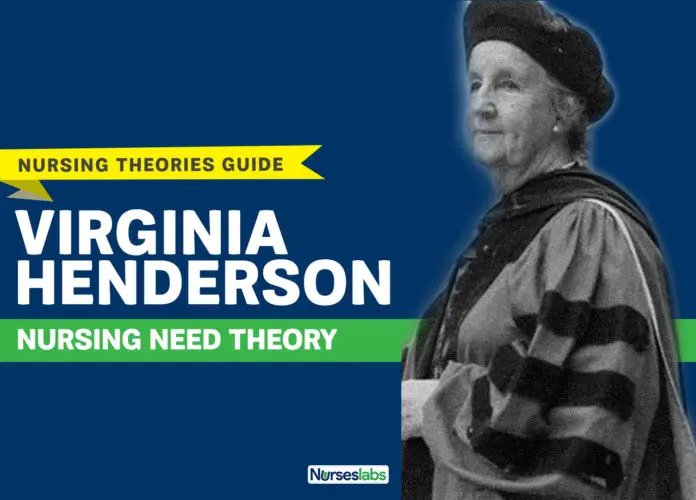 NURSING THEORIES GUIDE
VIRGINIA
HENDERSON
NURSING NEED THEORY
Nurseslabs